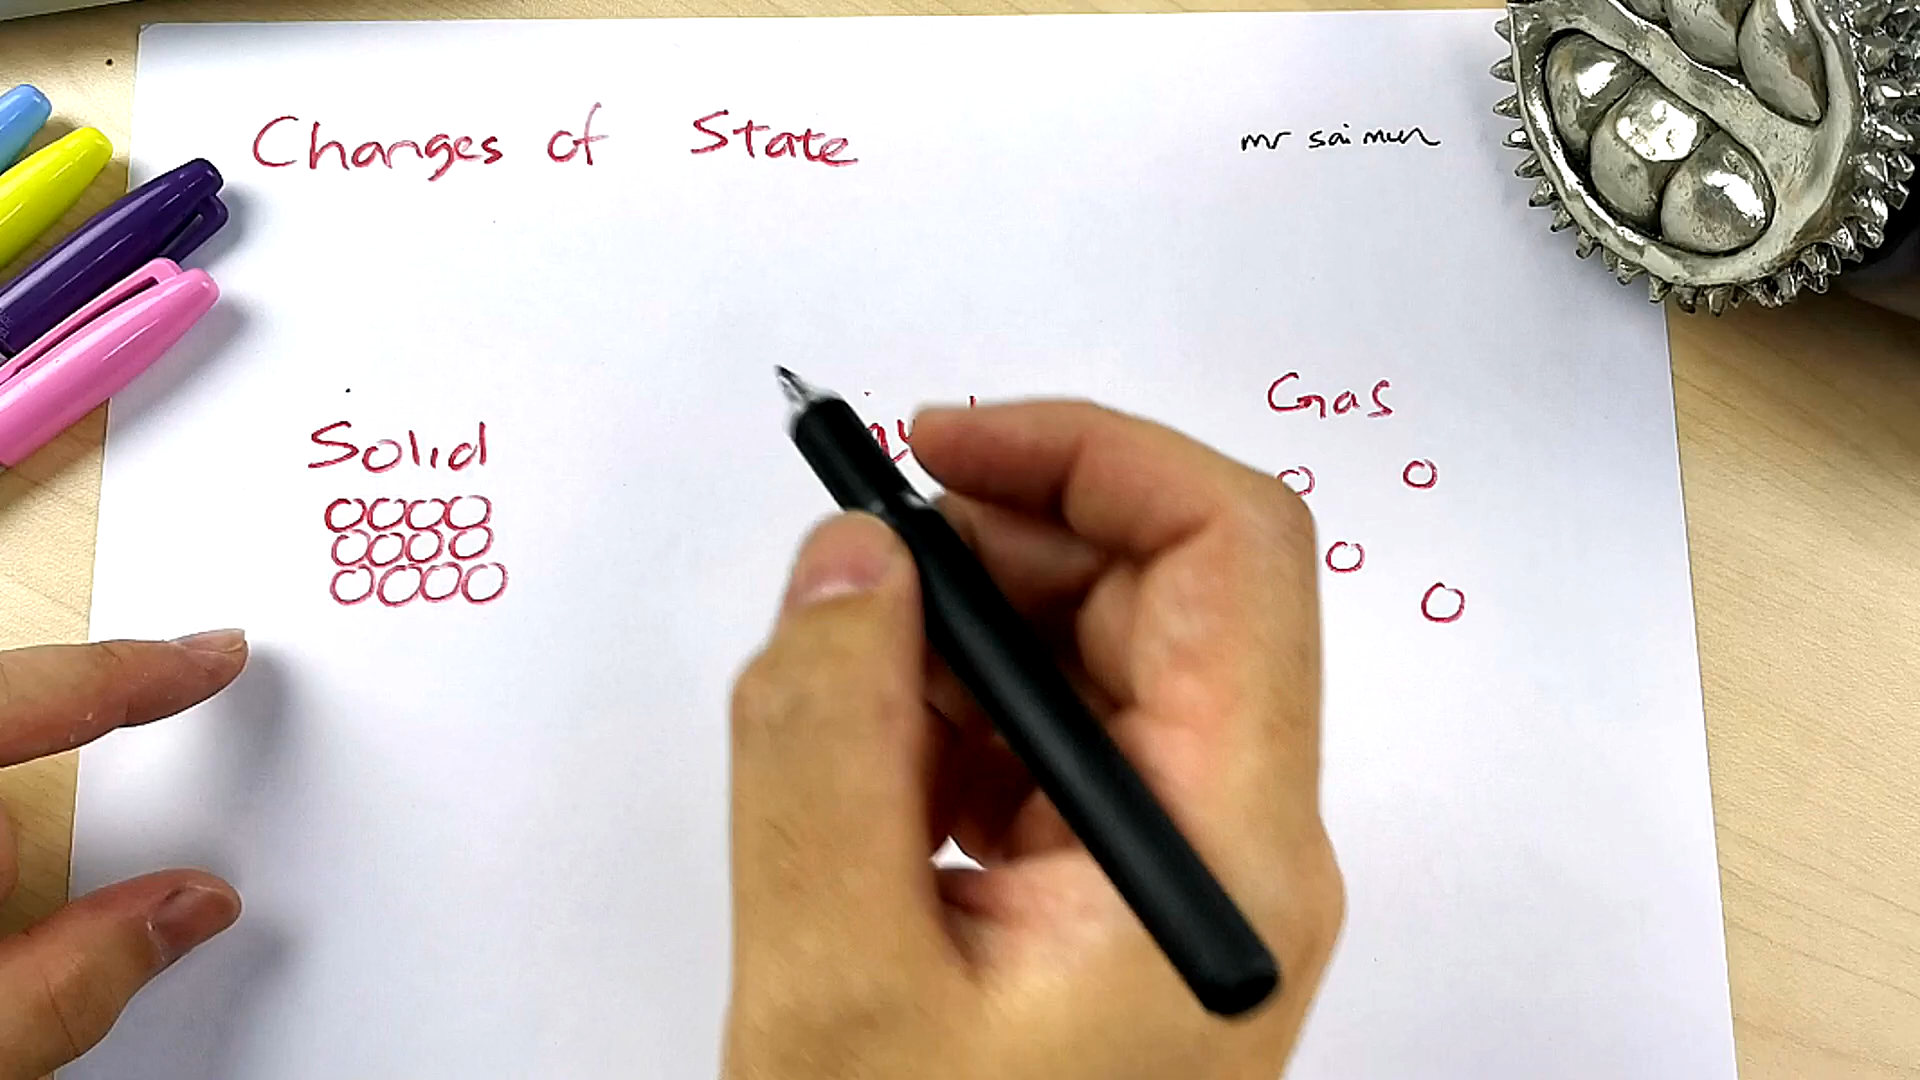 Changes of State
mr saimun
Solid
Gas